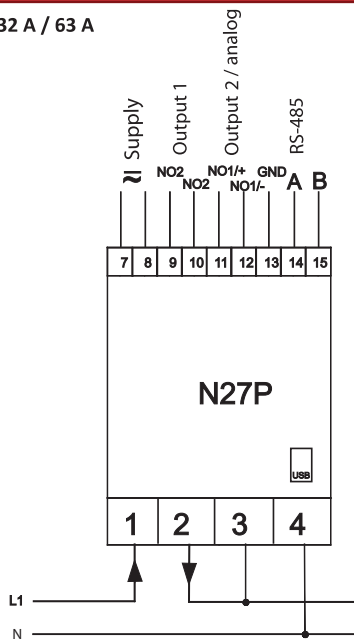 32 A / 63 A
Supply
Output 1
Output 2 / analog
RS-485
NO2
NO2
NO1/+
NO1/-
GND
A
B
7 8 9 10 11 12 13 14 15
N27P
USB
1 2 3 4
L1
N